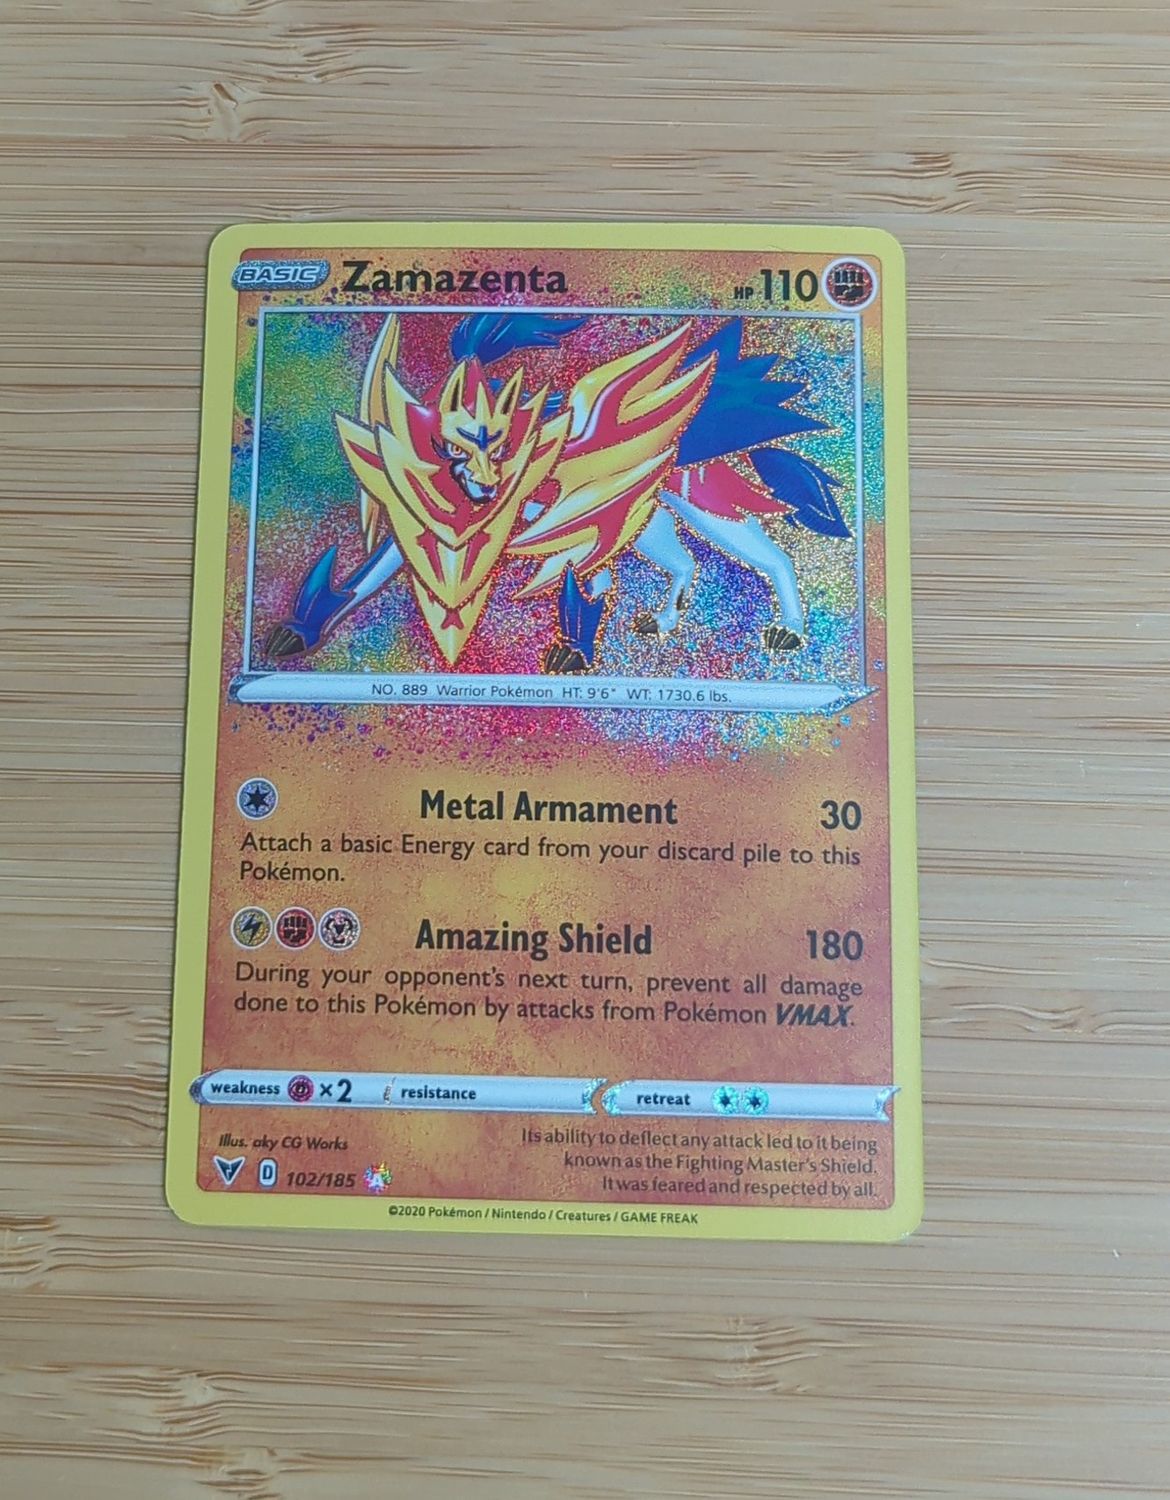 BASIC Zamazenta HP 110
NO. 889 Warrior Pokémon HT: 9'6" WT: 1730.6 lbs.
Metal Armament 30
Attach a basic Energy card from your discard pile to this
Pokémon.
Amazing Shield 180
During your opponent's next turn, prevent all damage
done to this Pokémon by attacks from Pokémon VMAX.
weakness ×2 resistance retreat
Illus. aky CG Works
Its ability to deflect any attack led to it being
known as the Fighting Master's Shield.
It was feared and respected by all.
D 102/185 A
©2020 Pokémon / Nintendo / Creatures / GAME FREAK